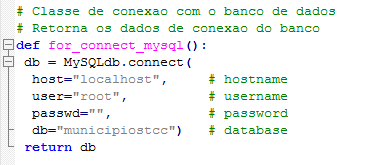 # Classe de conexao com o banco de dados
# Retorna os dados de conexao do banco
def for_connect_mysql():
db = MySQLdb.connect(
host="localhost", # hostname
user="root", # username
passwd="", # password
db="municipiostcc") # database
return db